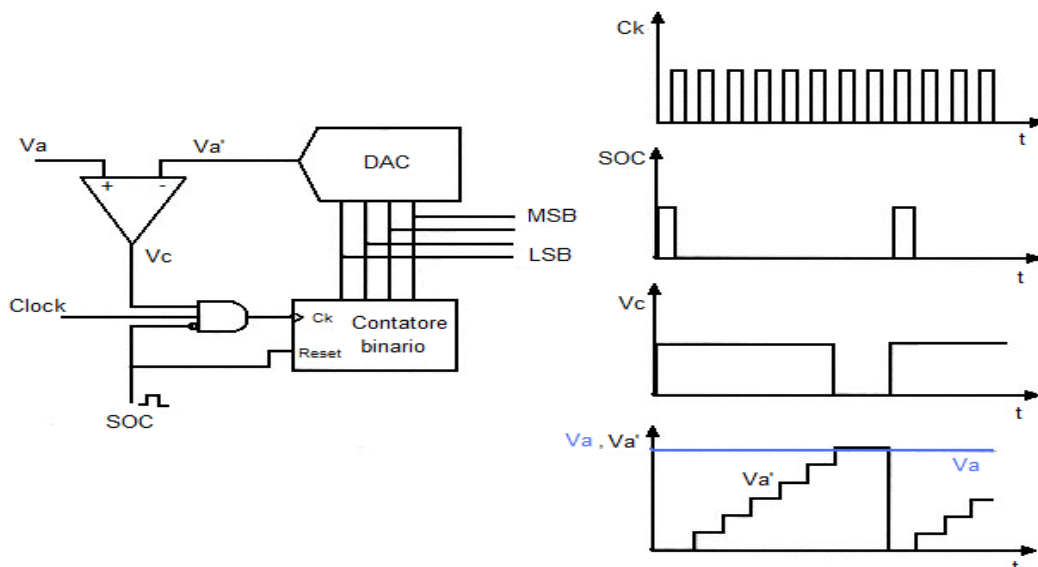 Va
Va'
DAC
+ -
MSB
LSB
Vc
Clock
Ck
Contatore
binario
Reset
SOC
Ck
t
SOC
t
Vc
t
Va , Va'
Va
Va'
t